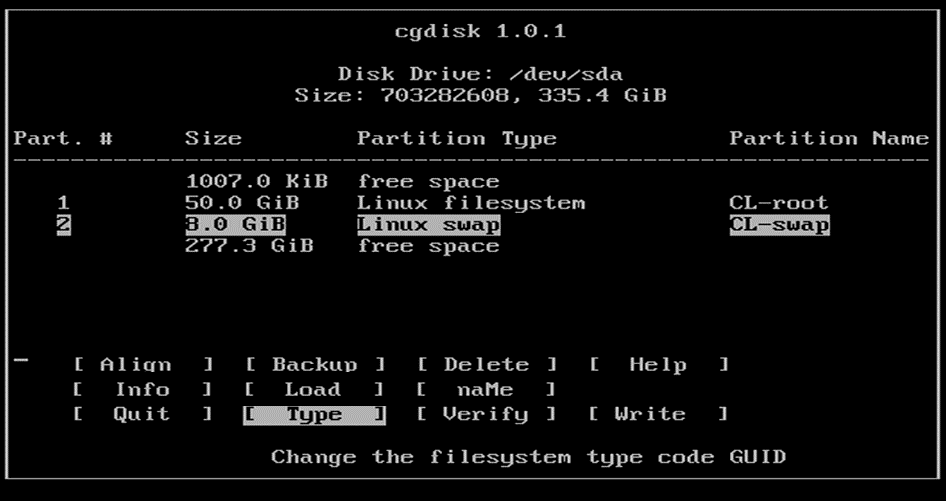 cgdisk 1.0.1
Disk Drive: /dev/sda
Size: 703282608, 335.4 GiB
Part. # Size Partition Type Partition Name
----------------------------------------------------------------
1007.0 KiB free space
1 50.0 GiB Linux filesystem CL-root
2 8.0 GiB Linux swap CL-swap
277.3 GiB free space
[ Align ] [ Backup ] [ Delete ] [ Help ]
[ Info ] [ Load ] [ naMe ]
[ Quit ] [ Type ] [ Verify ] [ Write ]
Change the filesystem type code GUID